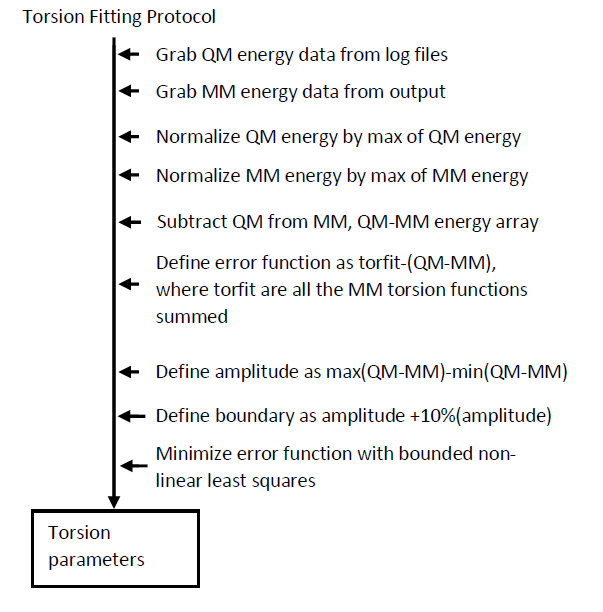 Torsion Fitting Protocol
Grab QM energy data from log files
Grab MM energy data from output
Normalize QM energy by max of QM energy
Normalize MM energy by max of MM energy
Subtract QM from MM, QM-MM energy array
Define error function as torfit-(QM-MM),
where torfit are all the MM torsion functions
summed
Define amplitude as max(QM-MM)-min(QM-MM)
Define boundary as amplitude +10%(amplitude)
Minimize error function with bounded non-
linear least squares
Torsion
parameters